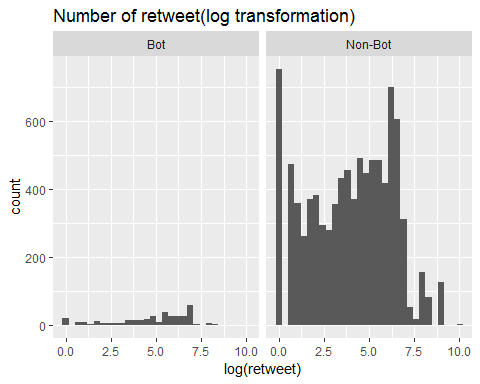 Number of retweet(log transformation)
Bot
Non-Bot
count
600
400
200
0
0.0 2.5 5.0 7.5 10.0
0.0 2.5 5.0 7.5 10.0
log(retweet)